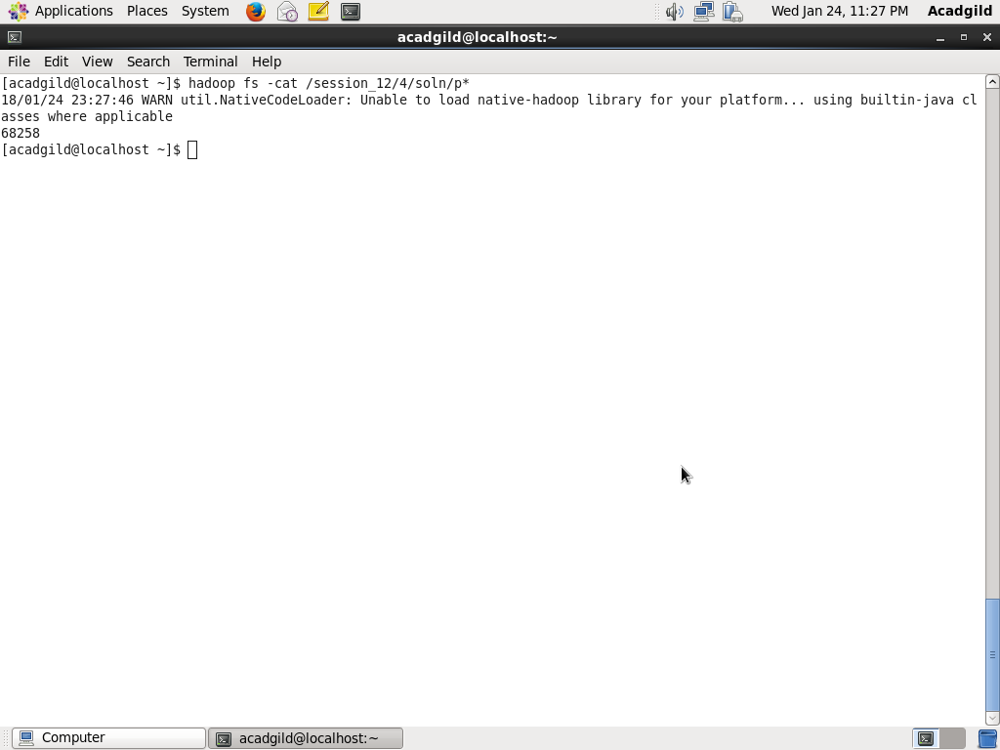 Applications Places System Wed Jan 24, 11:27 PM Acadgild
acadgild@localhost:~
File Edit View Search Terminal Help
[acadgild@localhost ~]$ hadoop fs -cat /session_12/4/soln/p*
18/01/24 23:27:46 WARN util.NativeCodeLoader: Unable to load native-hadoop library for your platform... using builtin-java cl
asses where applicable
68258
[acadgild@localhost ~]$
Computer acadgild@localhost:~